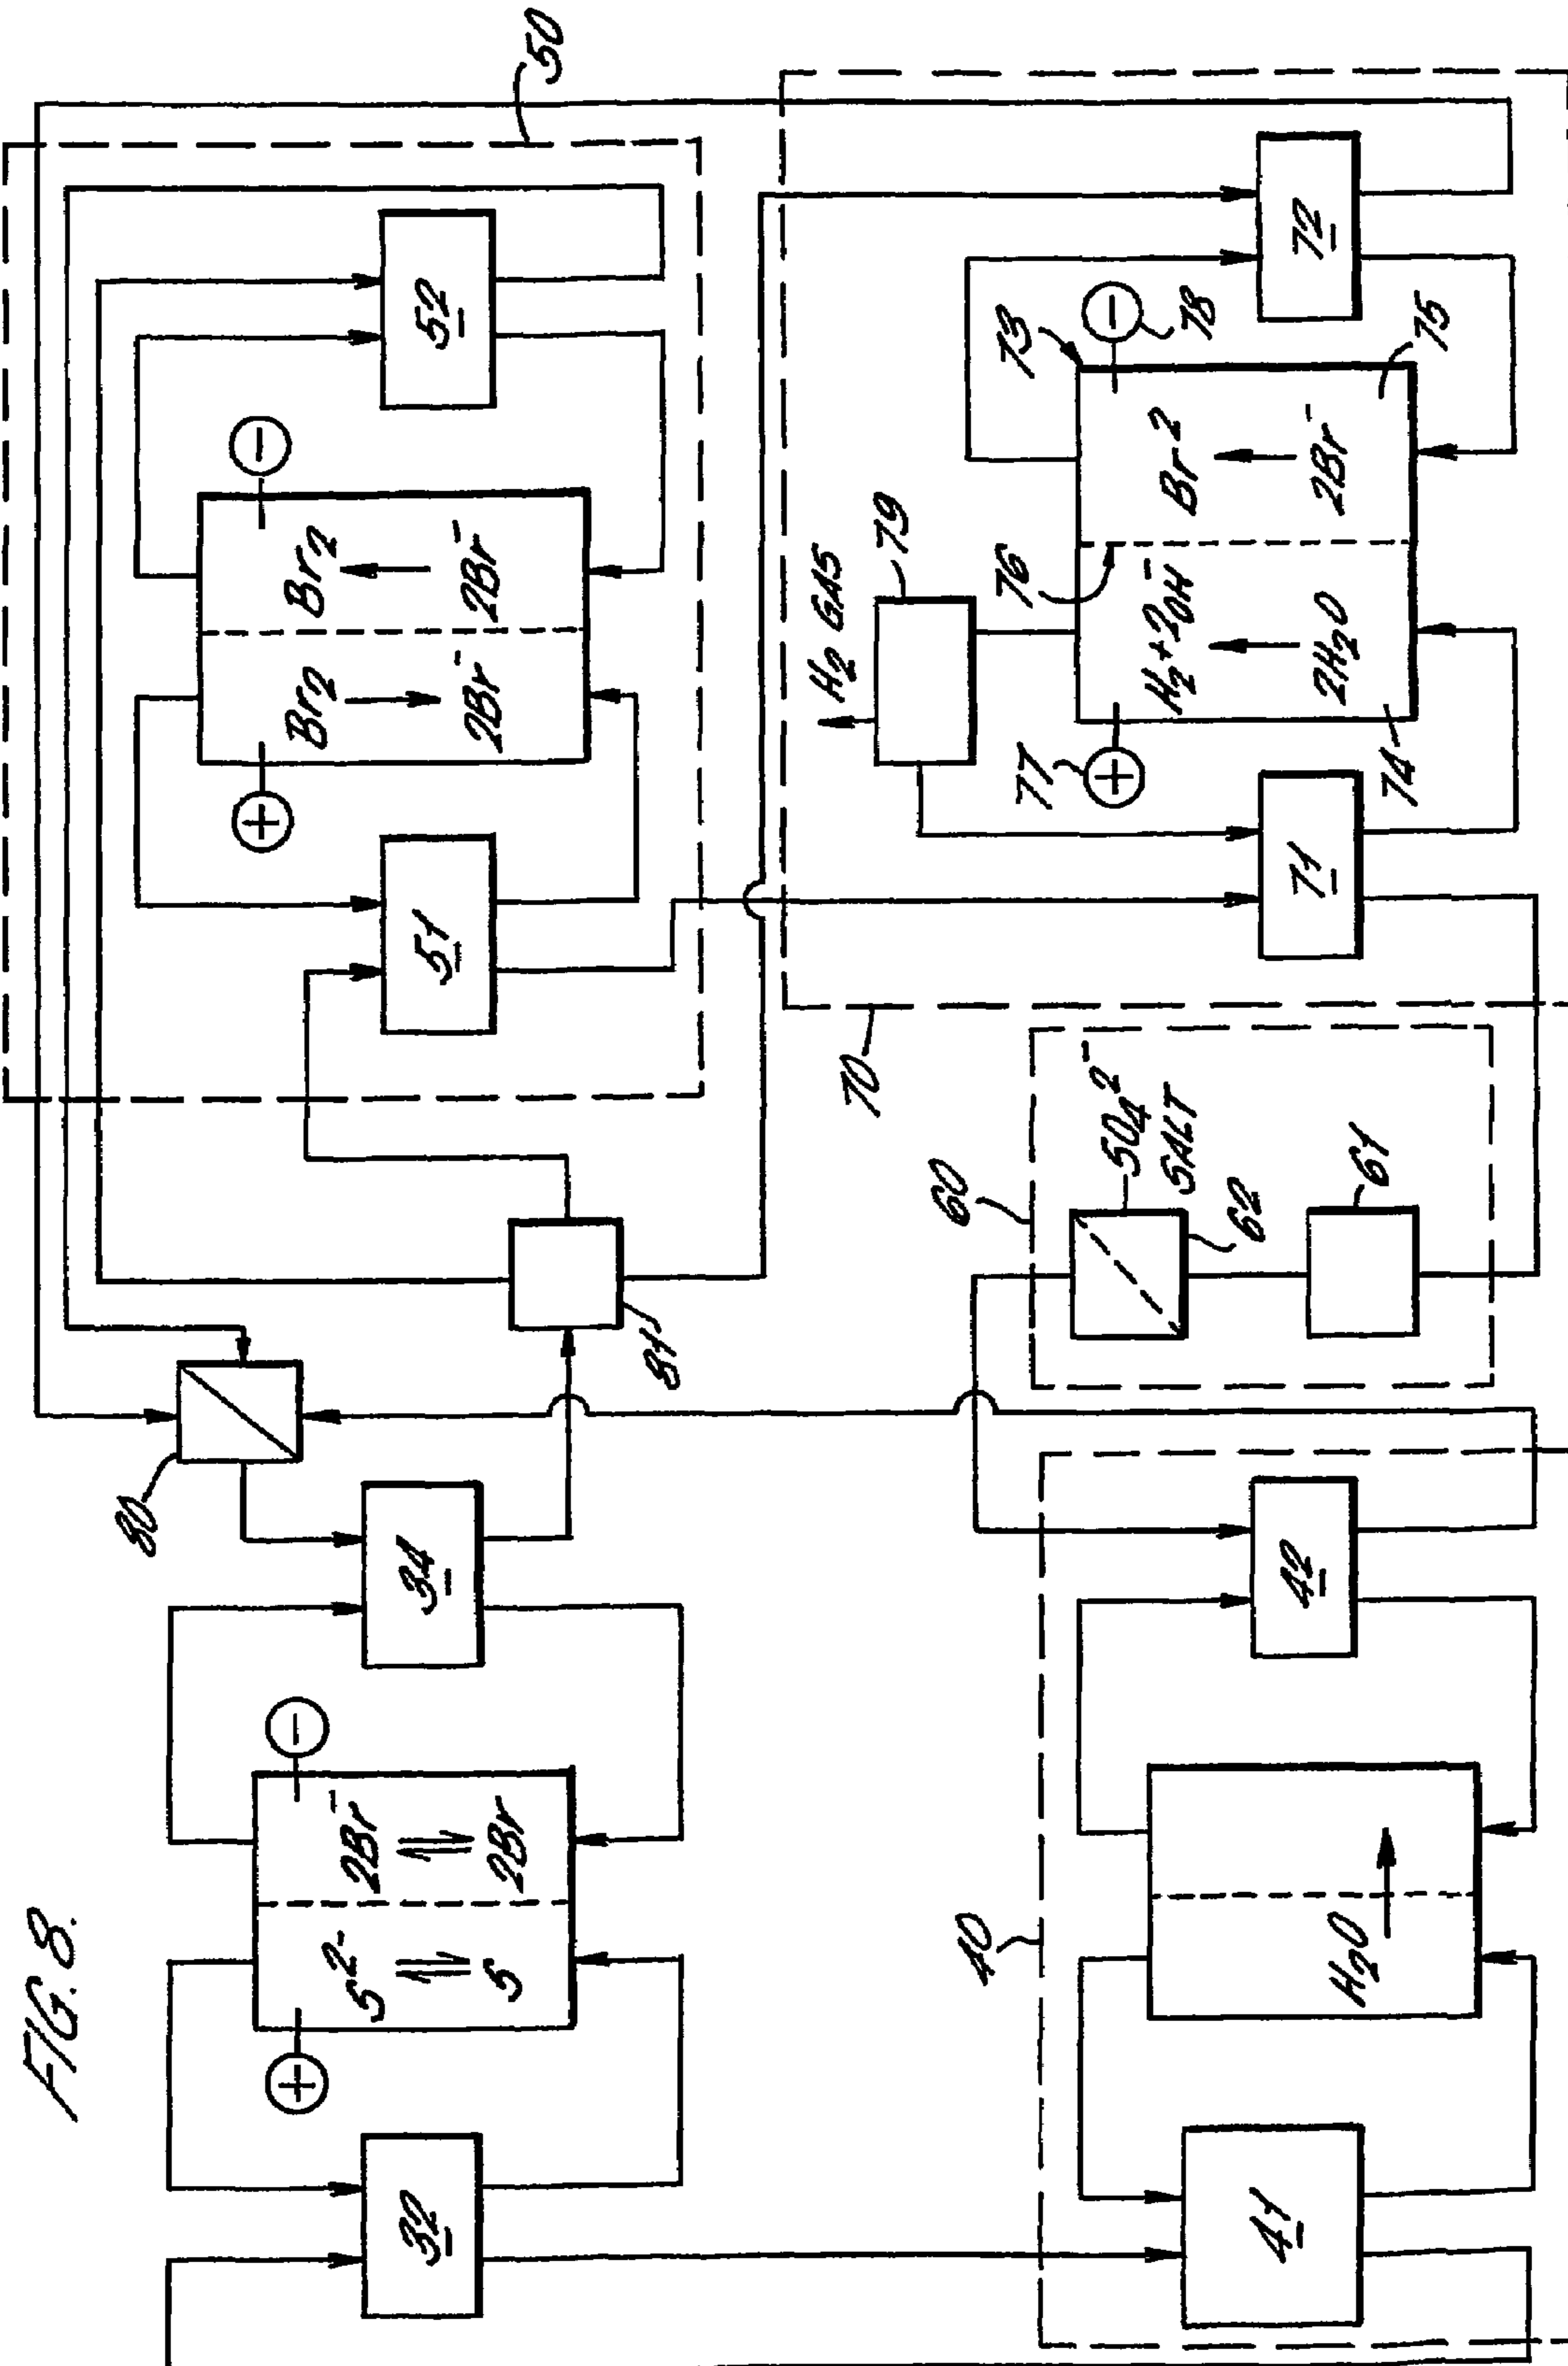 FIG. 8.
32
S²⁻
⇌
S
2Br⁻
⇌
2Br
+
−
34
80
81
50
51
+
Br₂
↓
2Br⁻
Br₂
↑
2Br⁻
−
52
40
41
H₂O →
42
60
SO₄²⁻
SALT
62
61
70
71
H₂ GAS
79
77
+
76
73
H₂+2OH⁻
↑
2H₂O
Br2
↑
2Br⁻
−
78
74
75
72